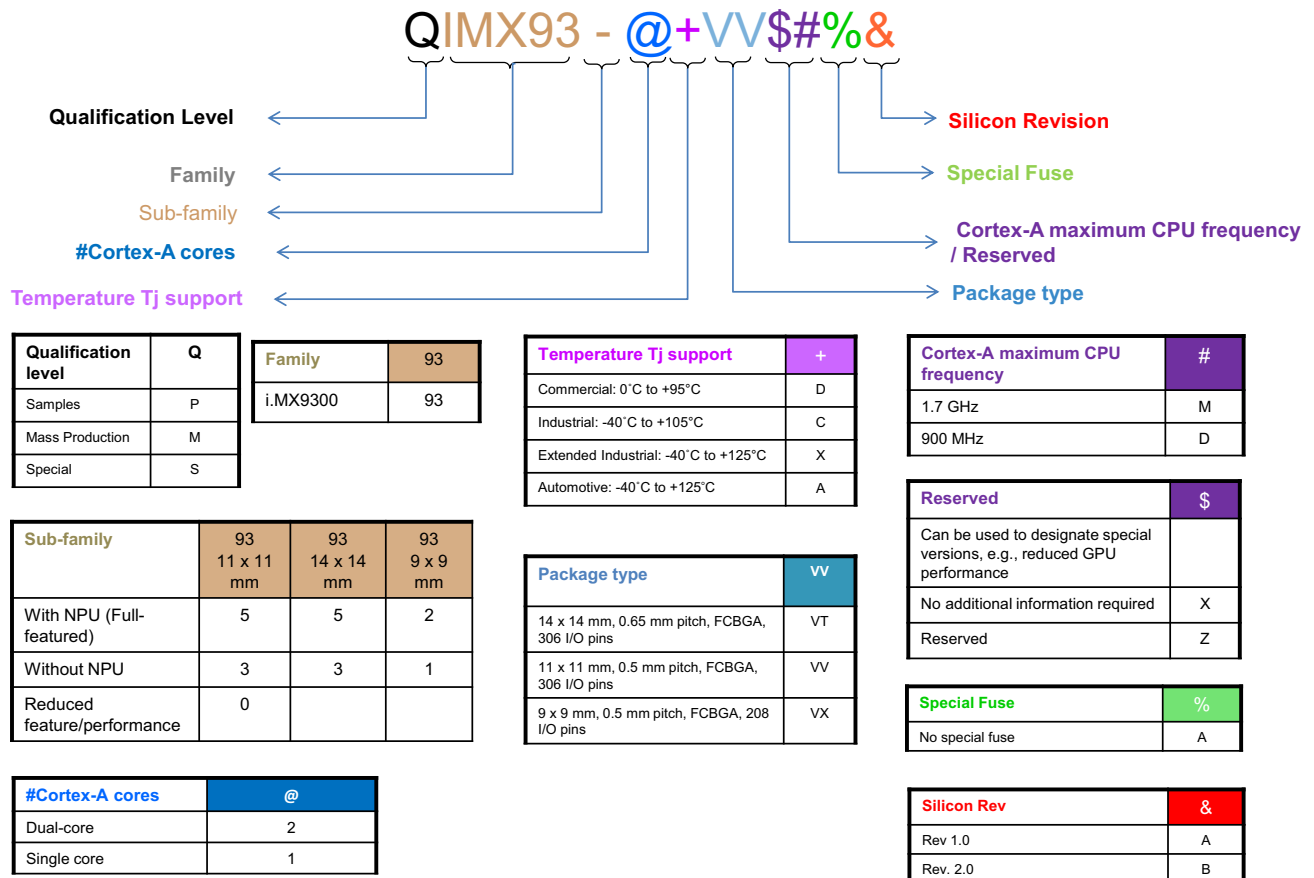 QIMX93 - @+VV$#%&
Qualification Level
Silicon Revision
Family
Special Fuse
Sub-family
#Cortex-A cores
Cortex-A maximum CPU frequency
/ Reserved
Temperature Tj support
Package type
Qualification
level
Q
Samples
P
Mass Production
M
Special
S
Family
93
i.MX9300
93
Temperature Tj support
+
Commercial: 0˚C to +95°C
D
Industrial: -40˚C to +105°C
C
Extended Industrial: -40˚C to +125°C
X
Automotive: -40˚C to +125˚C
A
Cortex-A maximum CPU
frequency
#
1.7 GHz
M
900 MHz
D
Reserved
$
Can be used to designate special
versions, e.g., reduced GPU
performance
No additional information required
X
Reserved
Z
Sub-family
93
11 x 11
mm
93
14 x 14
mm
93
9 x 9
mm
With NPU (Full-
featured)
5
5
2
Without NPU
3
3
1
Reduced
feature/performance
0
Package type
VV
14 x 14 mm, 0.65 mm pitch, FCBGA,
306 I/O pins
VT
11 x 11 mm, 0.5 mm pitch, FCBGA,
306 I/O pins
VV
9 x 9 mm, 0.5 mm pitch, FCBGA, 208
I/O pins
VX
Special Fuse
%
No special fuse
A
#Cortex-A cores
@
Dual-core
2
Single core
1
Silicon Rev
&
Rev 1.0
A
Rev. 2.0
B